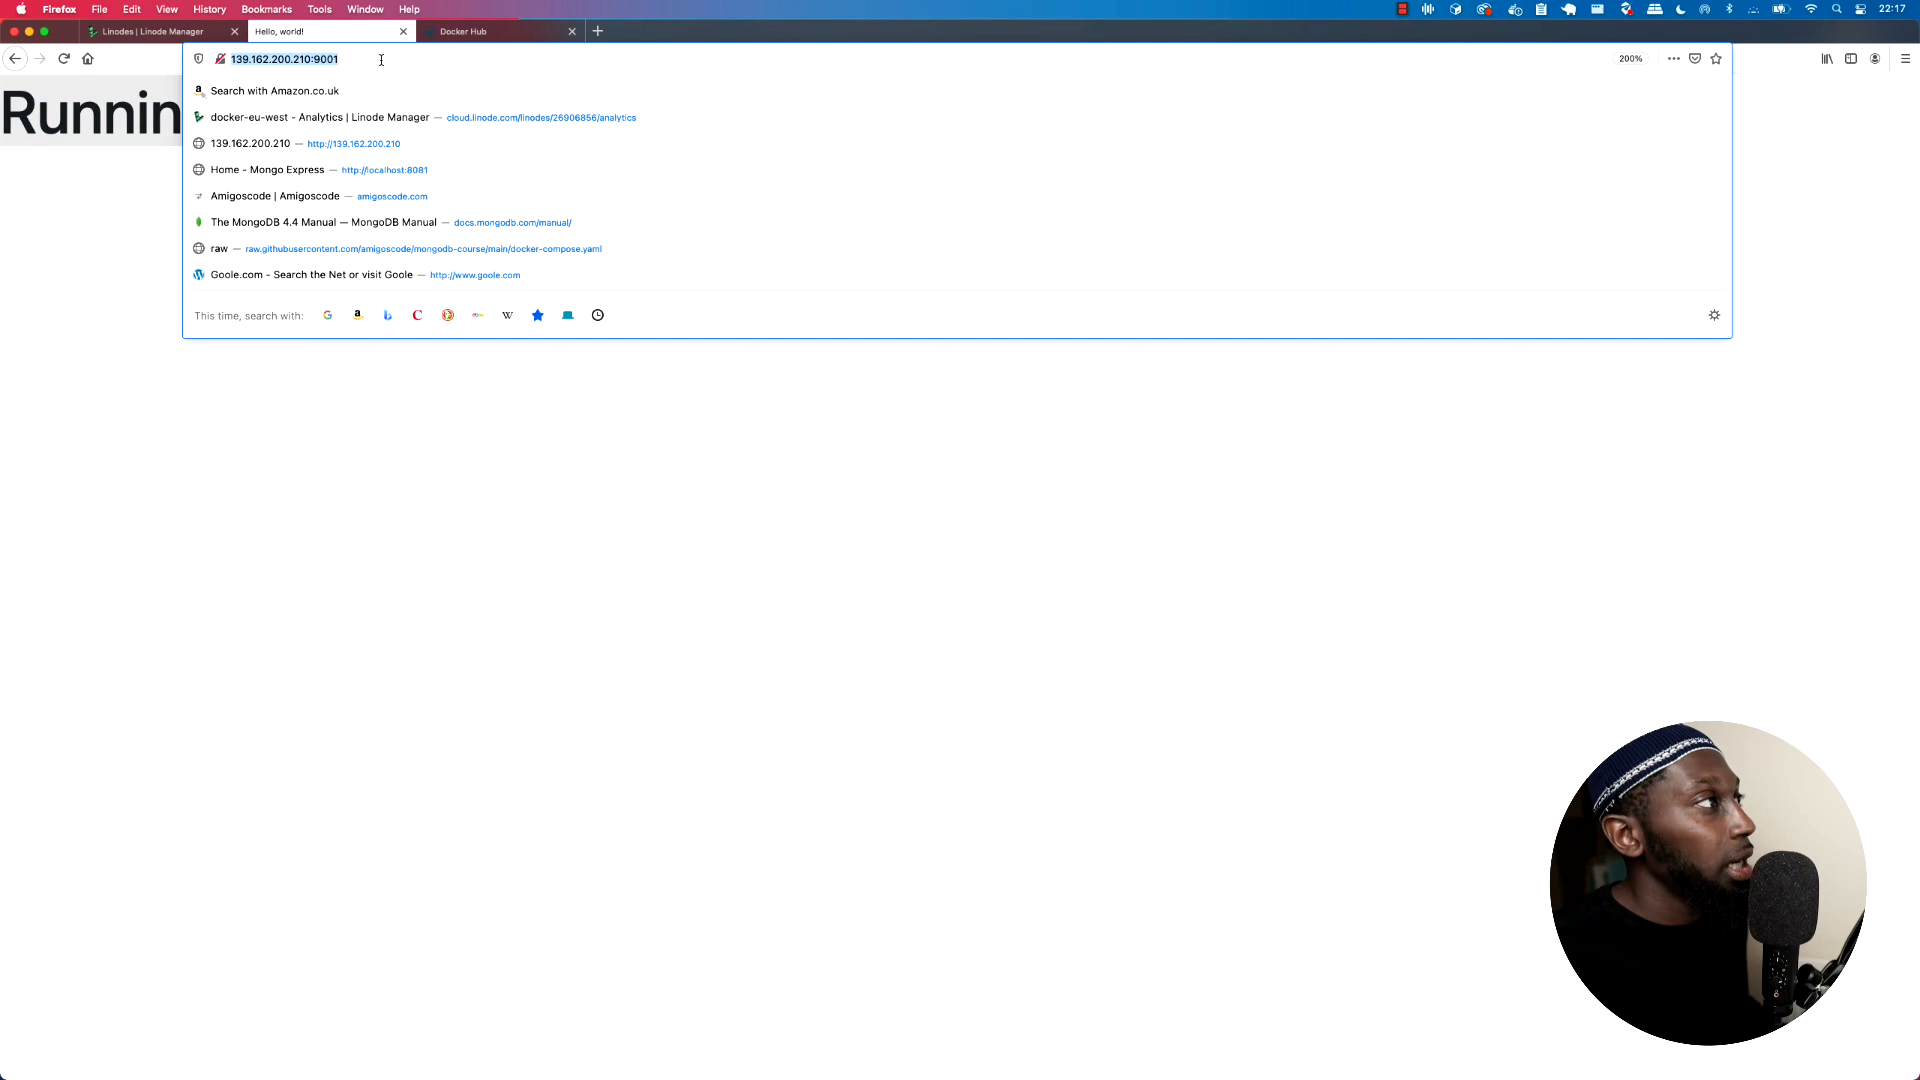 Firefox File Edit View History Bookmarks Tools Window Help 22:17
Linodes | Linode Manager Hello, world! Docker Hub
139.162.200.210:9001 200%
Runnin
Search with Amazon.co.uk
docker-eu-west - Analytics | Linode Manager — cloud.linode.com/linodes/26906856/analytics
139.162.200.210 — http://139.162.200.210
Home - Mongo Express — http://localhost:8081
Amigoscode | Amigoscode — amigoscode.com
The MongoDB 4.4 Manual — MongoDB Manual — docs.mongodb.com/manual/
raw — raw.githubusercontent.com/amigoscode/mongodb-course/main/docker-compose.yaml
Goole.com - Search the Net or visit Goole — http://www.goole.com
This time, search with: